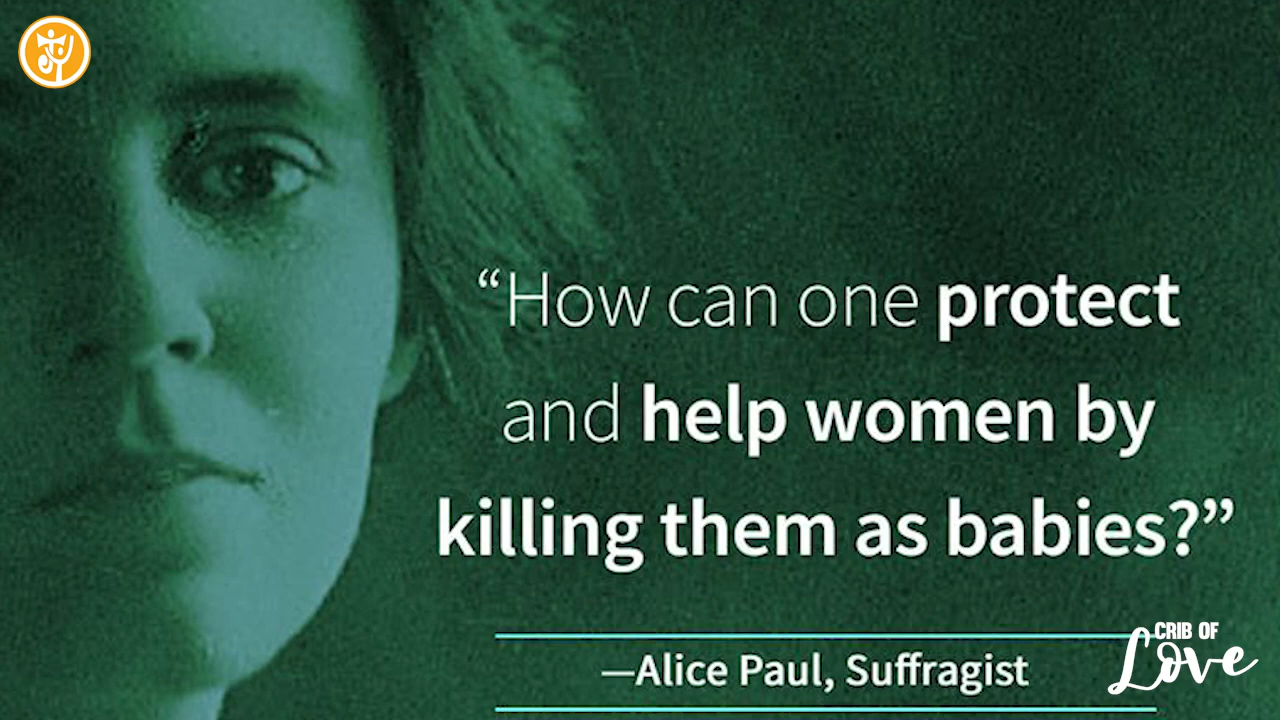 “How can one protect
and help women by
killing them as babies?”
—Alice Paul, Suffragist
CRIB OF
Love